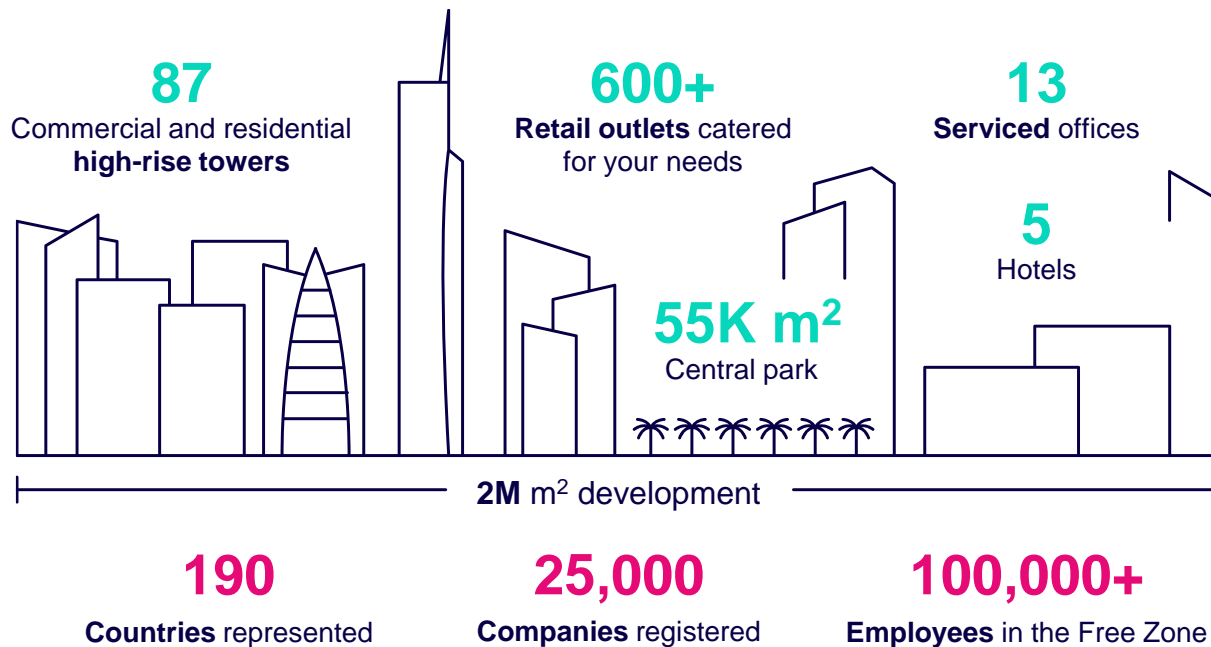 87
Commercial and residential
high-rise towers
600+
Retail outlets catered
for your needs
13
Serviced offices
5
Hotels
55K m²
Central park
2M m² development
190
Countries represented
25,000
Companies registered
100,000+
Employees in the Free Zone